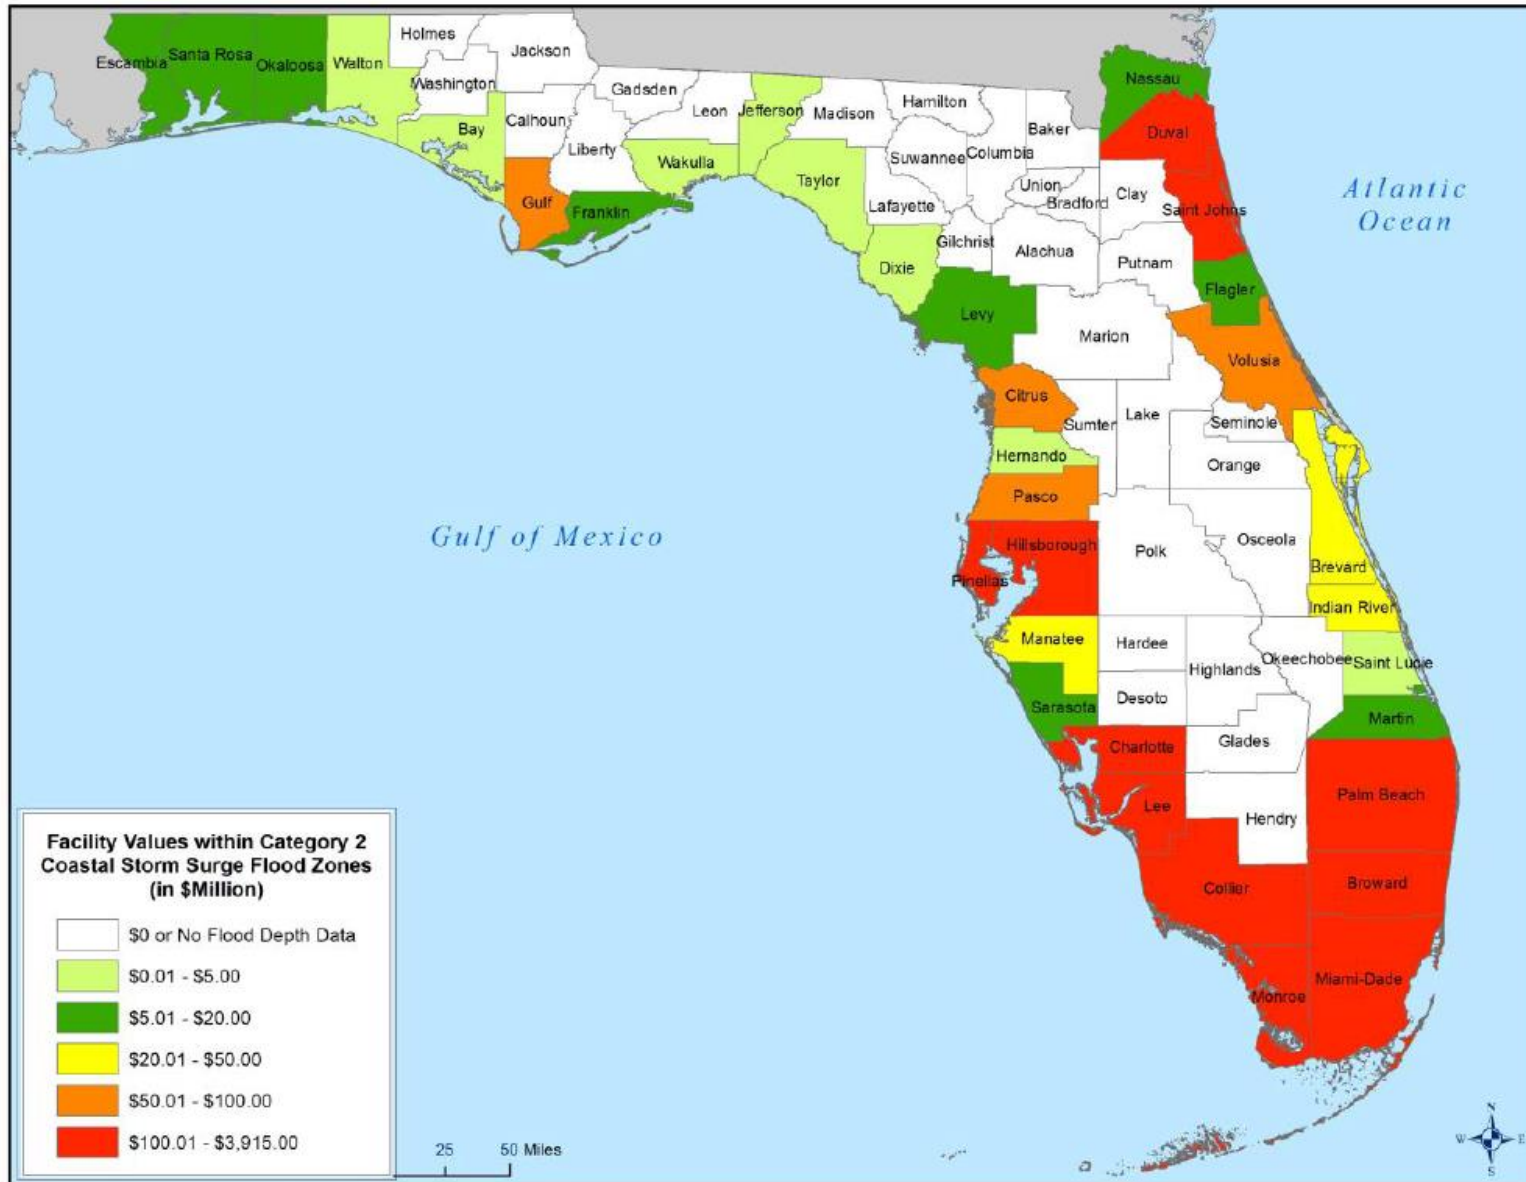 Holmes
Jackson
Escambia
Santa Rosa
Okaloosa
Walton
Washington
Gadsden
Nassau
Bay
Calhoun
Leon
Jefferson
Madison
Hamilton
Baker
Duval
Liberty
Wakulla
Suwannee
Columbia
Taylor
Union
Bradford
Clay
Gulf
Franklin
Lafayette
Saint Johns
Atlantic
Ocean
Gilchrist
Alachua
Putnam
Dixie
Levy
Flagler
Marion
Volusia
Citrus
Sumter
Lake
Seminole
Hernando
Orange
Pasco
Gulf of Mexico
Hillsborough
Polk
Osceola
Pinellas
Brevard
Indian River
Manatee
Hardee
Highlands
Okeechobee
Saint Lucie
Sarasota
Desoto
Martin
Charlotte
Glades
Lee
Hendry
Palm Beach
Collier
Broward
Monroe
Miami-Dade
Facility Values within Category 2
Coastal Storm Surge Flood Zones
(in $Million)
$0 or No Flood Depth Data
$0.01 - $5.00
$5.01 - $20.00
$20.01 - $50.00
$50.01 - $100.00
$100.01 - $3,915.00
25 50 Miles
N
W E
S